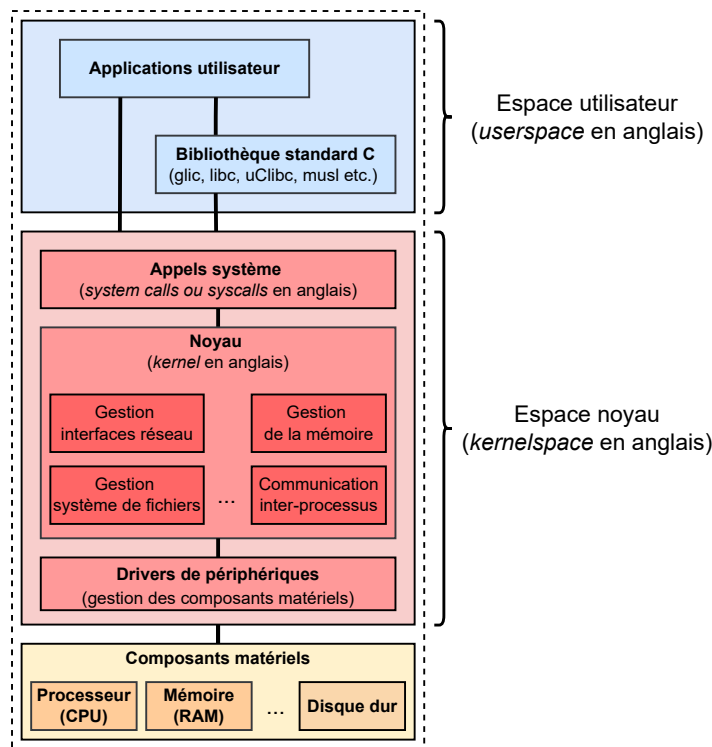 Applications utilisateur
Bibliothèque standard C
(glic, libc, uClibc, musl etc.)
Espace utilisateur
(userspace en anglais)
Appels système
(system calls ou syscalls en anglais)
Noyau
(kernel en anglais)
Gestion
interfaces réseau
Gestion
de la mémoire
Gestion
système de fichiers
...
Communication
inter-processus
Drivers de périphériques
(gestion des composants matériels)
Espace noyau
(kernelspace en anglais)
Composants matériels
Processeur
(CPU)
Mémoire
(RAM)
...
Disque dur